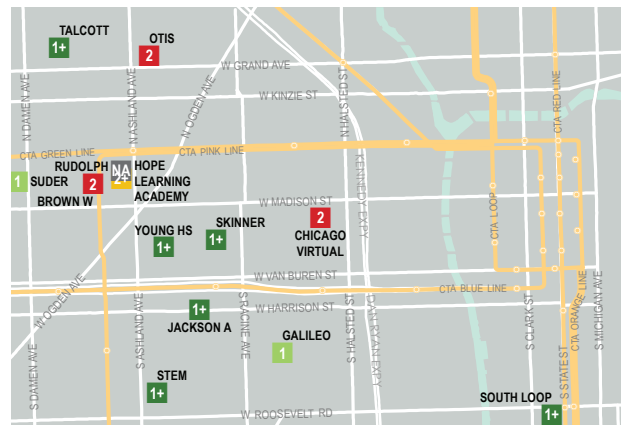 TALCOTT
1+
OTIS
2
W GRAND AVE
N DAMEN AVE
N ASHLAND AVE
N OGDEN AVE
W KINZIE ST
N HALSTED ST
CTA RED LINE
CTA GREEN LINE
CTA PINK LINE
KENNEDY EXPY
1
SUDER
RUDOLPH
2
BROWN W
NA
2+
HOPE
LEARNING
ACADEMY
W MADISON ST
2
CHICAGO
VIRTUAL
CTA LOOP
YOUNG HS
1+
SKINNER
1+
W VAN BUREN ST
CTA BLUE LINE
W OGDEN AVE
1+
JACKSON A
W HARRISON ST
S DAMEN AVE
S ASHLAND AVE
S RACINE AVE
GALILEO
1
S HALSTED ST
DAN RYAN EXPY
S CLARK ST
S STATE ST
CTA ORANGE LINE
S MICHIGAN AVE
STEM
1+
SOUTH LOOP
1+
W ROOSEVELT RD